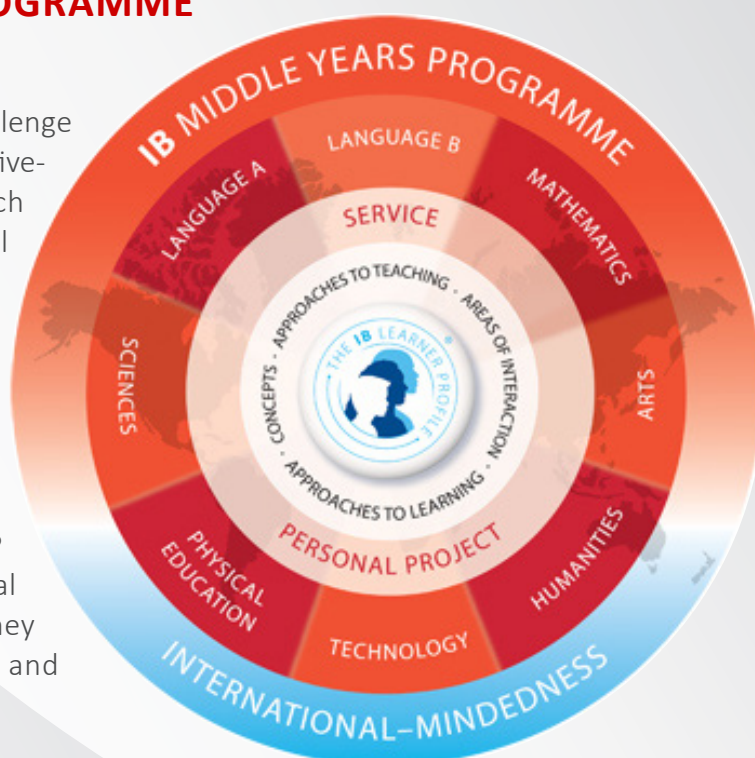 OGRAMME
IB MIDDLE YEARS PROGRAMME
LANGUAGE A
LANGUAGE B
MATHEMATICS
SCIENCES
ARTS
PHYSICAL
EDUCATION
TECHNOLOGY
HUMANITIES
SERVICE
PERSONAL PROJECT
APPROACHES TO TEACHING · AREAS OF INTERACTION · APPROACHES TO LEARNING · CONCEPTS ·
· THE IB LEARNER PROFILE · ®
INTERNATIONAL–MINDEDNESS
llenge
ive-
ch
l
al
hey
and